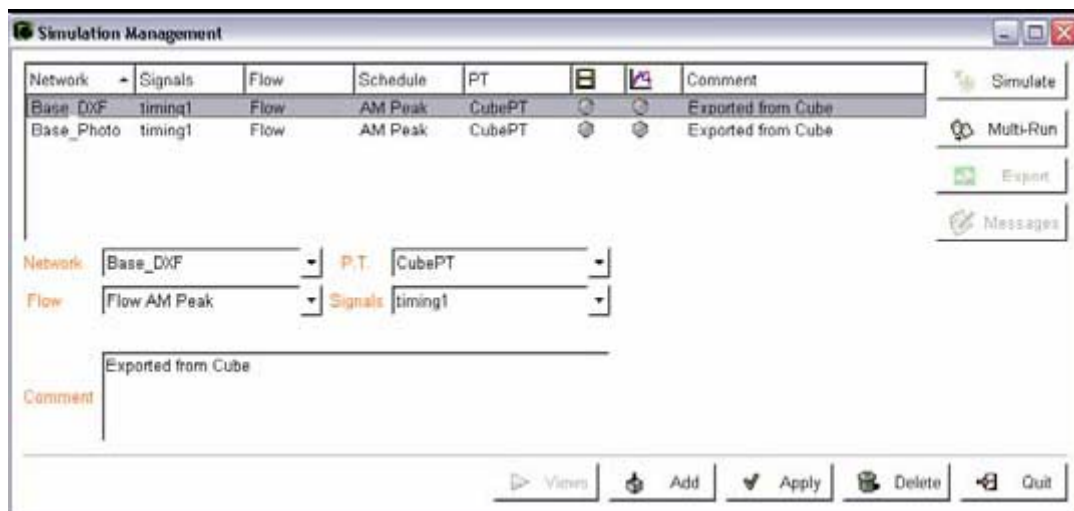 Simulation Management
Network Signals Flow Schedule PT Comment
Base_DXF timing1 Flow AM Peak CubePT Exported from Cube
Base_Photo timing1 Flow AM Peak CubePT Exported from Cube
Simulate
Multi-Run
Export
Messages
Network Base_DXF P.T. CubePT
Flow Flow AM Peak Signals timing1
Comment Exported from Cube
Views Add Apply Delete Quit